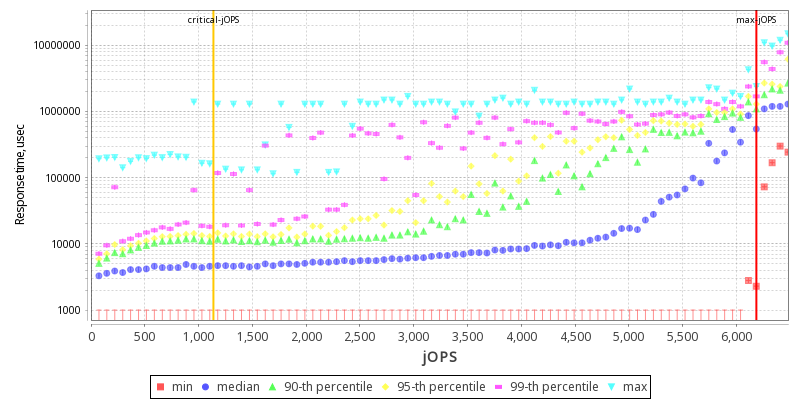 critical-jOPS max-jOPS
10000000
1000000
100000
10000
1000
Response time, usec
0 500 1,000 1,500 2,000 2,500 3,000 3,500 4,000 4,500 5,000 5,500 6,000
jOPS
min median 90-th percentile 95-th percentile 99-th percentile max